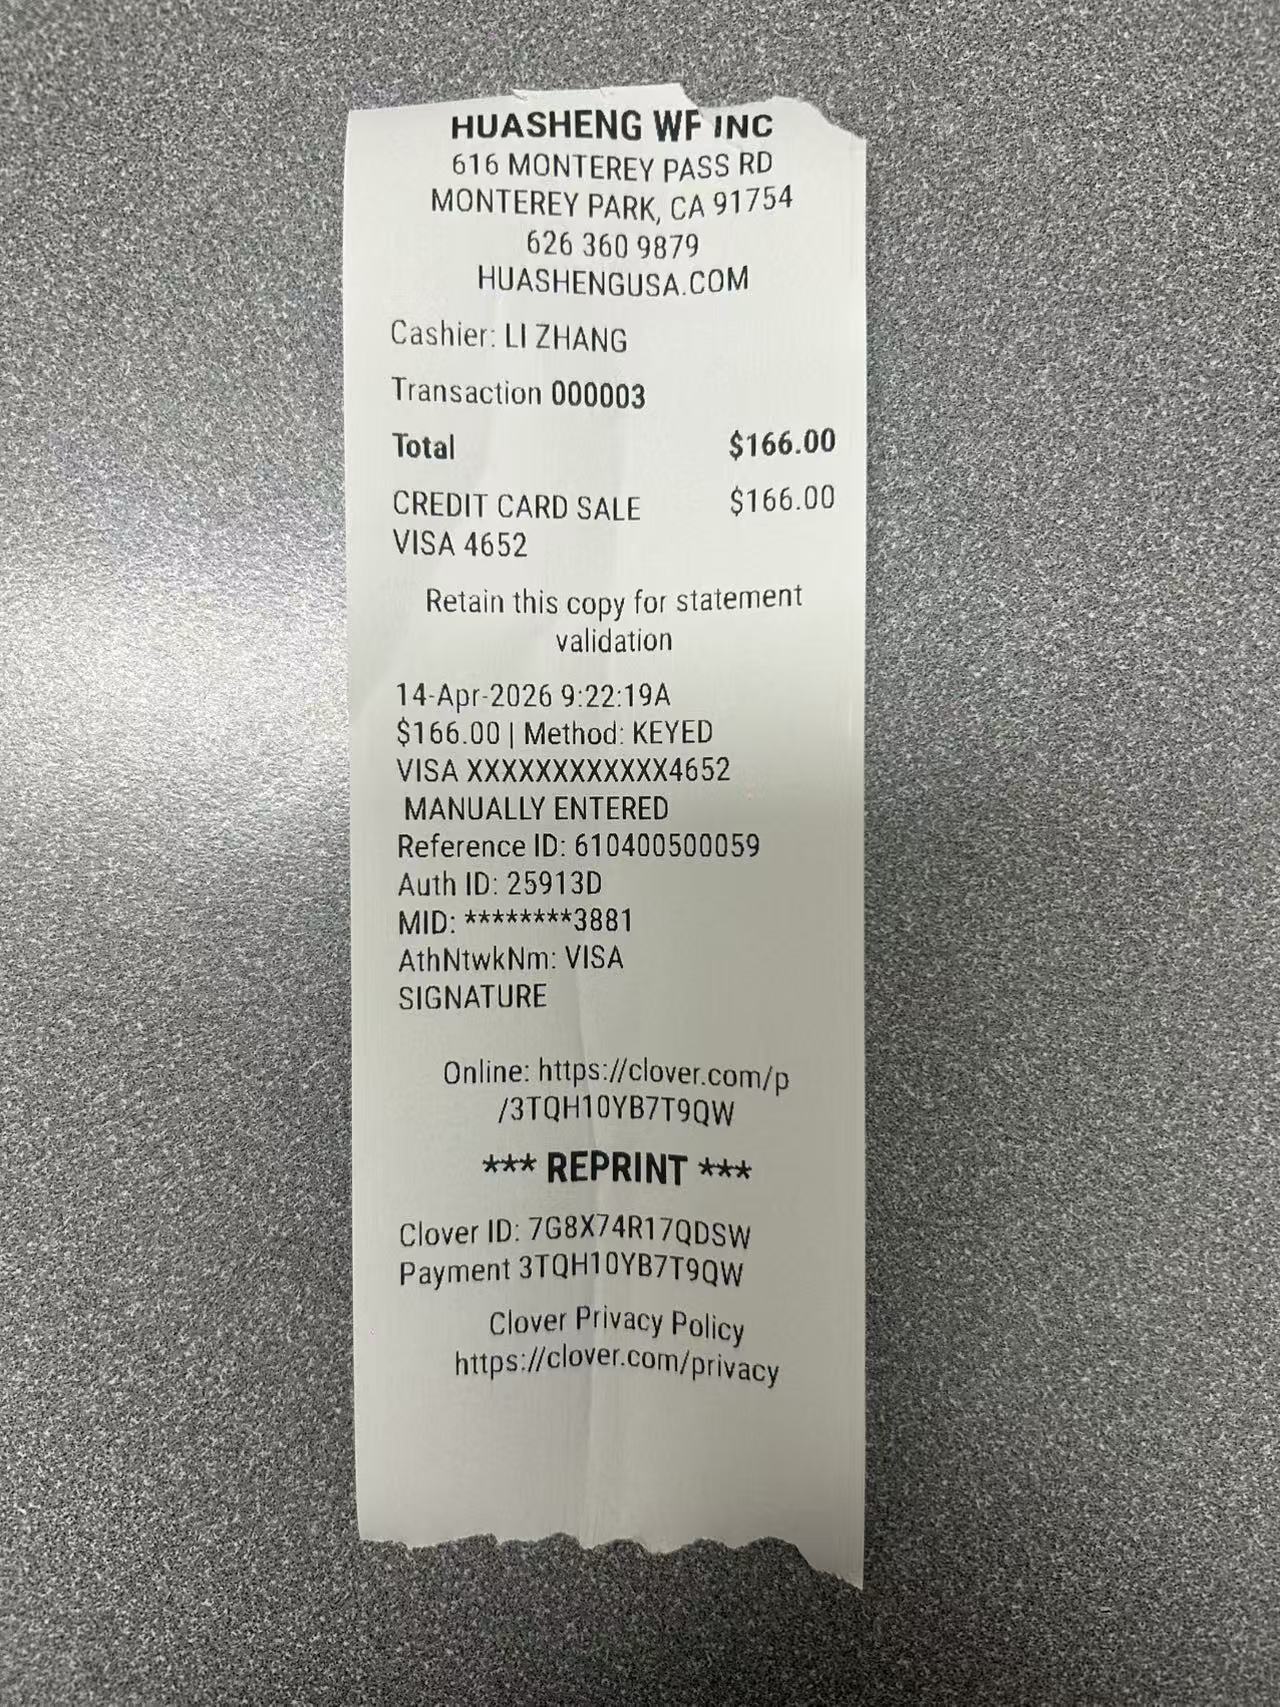 HUASHENG WF INC
616 MONTEREY PASS RD
MONTEREY PARK, CA 91754
626 360 9879
HUASHENGUSA.COM
Cashier: LI ZHANG
Transaction 000003
Total $166.00
CREDIT CARD SALE $166.00
VISA 4652
Retain this copy for statement
validation
14-Apr-2026 9:22:19A
$166.00 | Method: KEYED
VISA XXXXXXXXXXXX4652
MANUALLY ENTERED
Reference ID: 610400500059
Auth ID: 25913D
MID: ********3881
AthNtwkNm: VISA
SIGNATURE
Online: https://clover.com/p
/3TQH10YB7T9QW
*** REPRINT ***
Clover ID: 7G8X74R17QDSW
Payment 3TQH10YB7T9QW
Clover Privacy Policy
https://clover.com/privacy